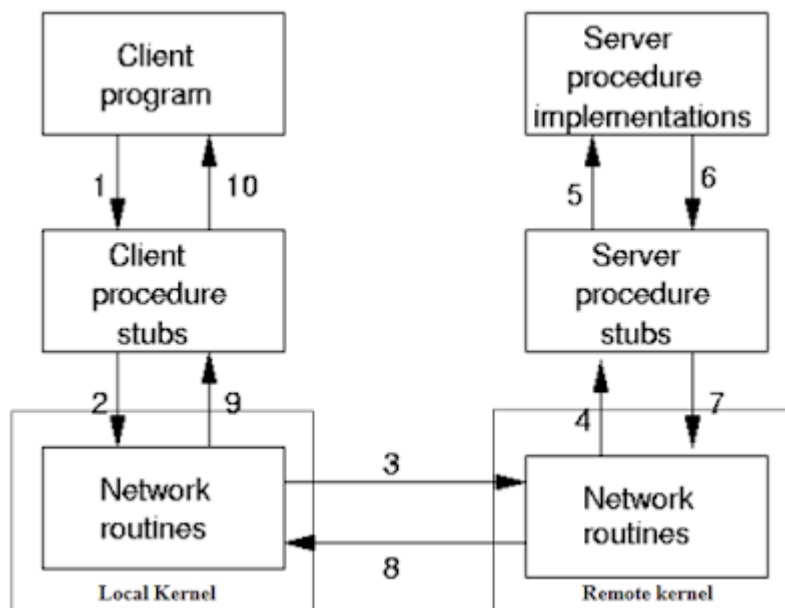 Client
program
Server
procedure
implementations
1
10
5
6
Client
procedure
stubs
Server
procedure
stubs
2
9
4
7
3
Network
routines
Network
routines
8
Local Kernel
Remote kernel